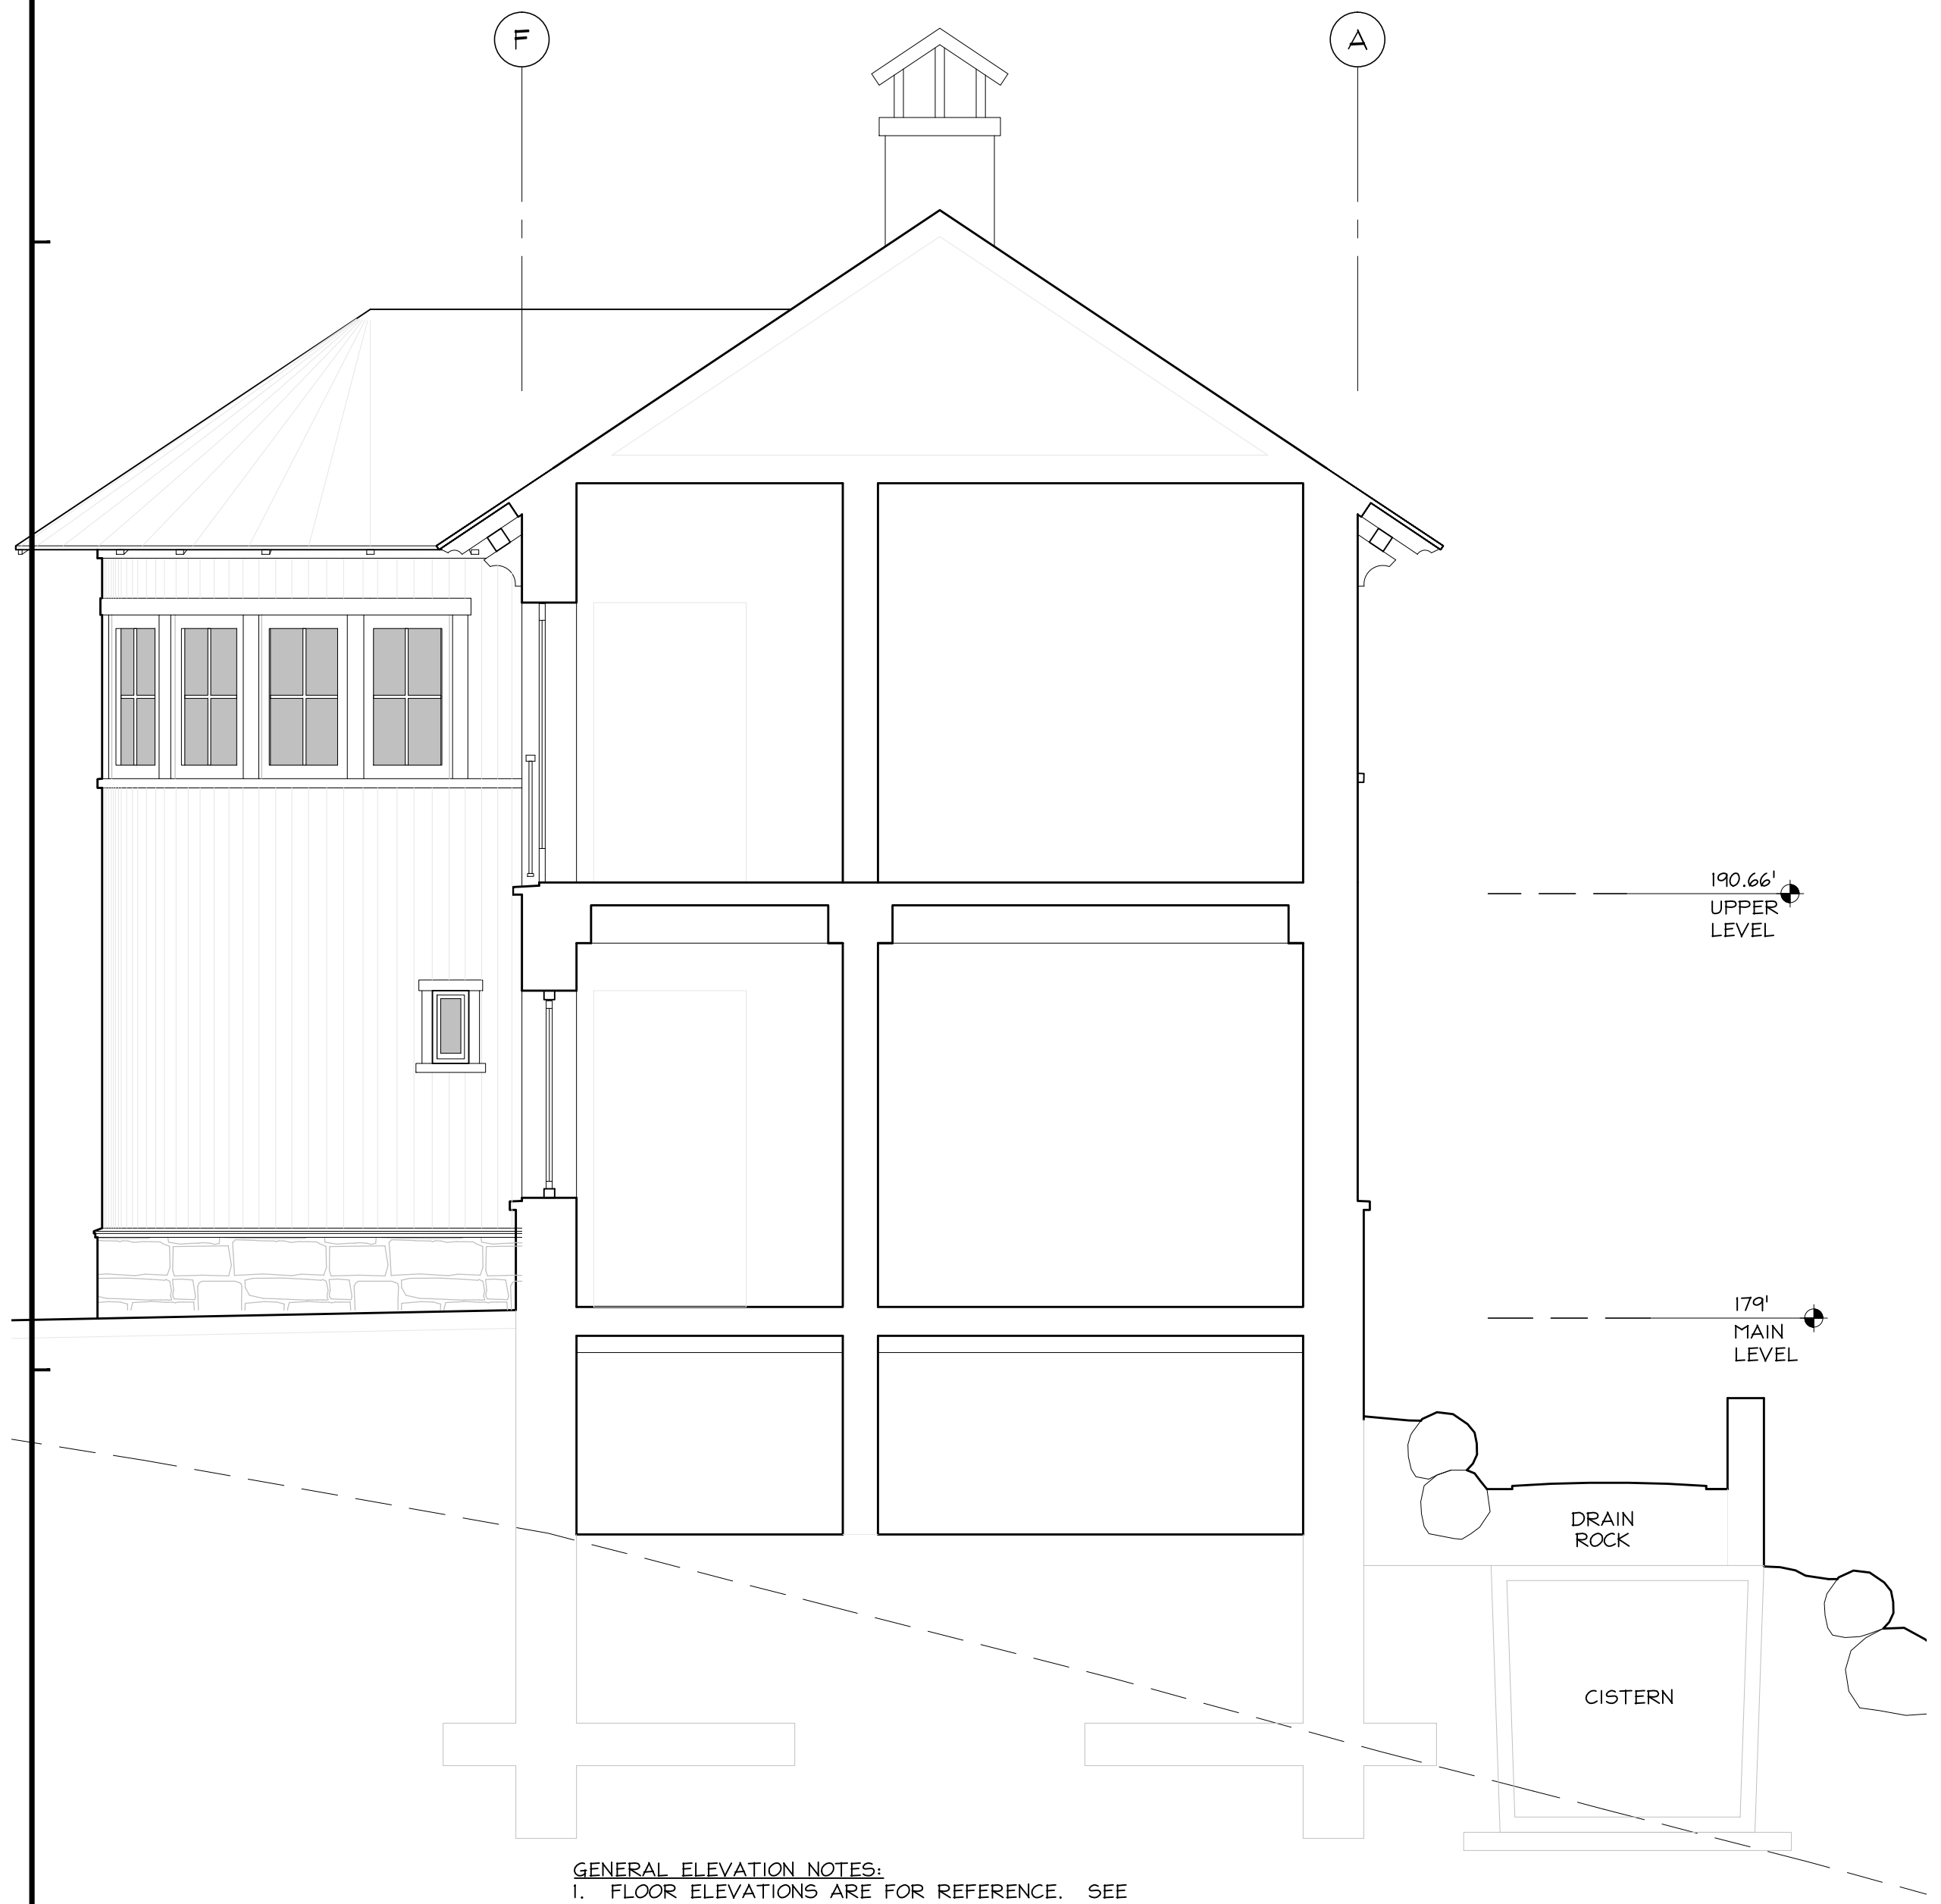 F
A
190.66'
UPPER
LEVEL
179'
MAIN
LEVEL
DRAIN
ROCK
CISTERN
GENERAL ELEVATION NOTES:
1. FLOOR ELEVATIONS ARE FOR REFERENCE. SEE